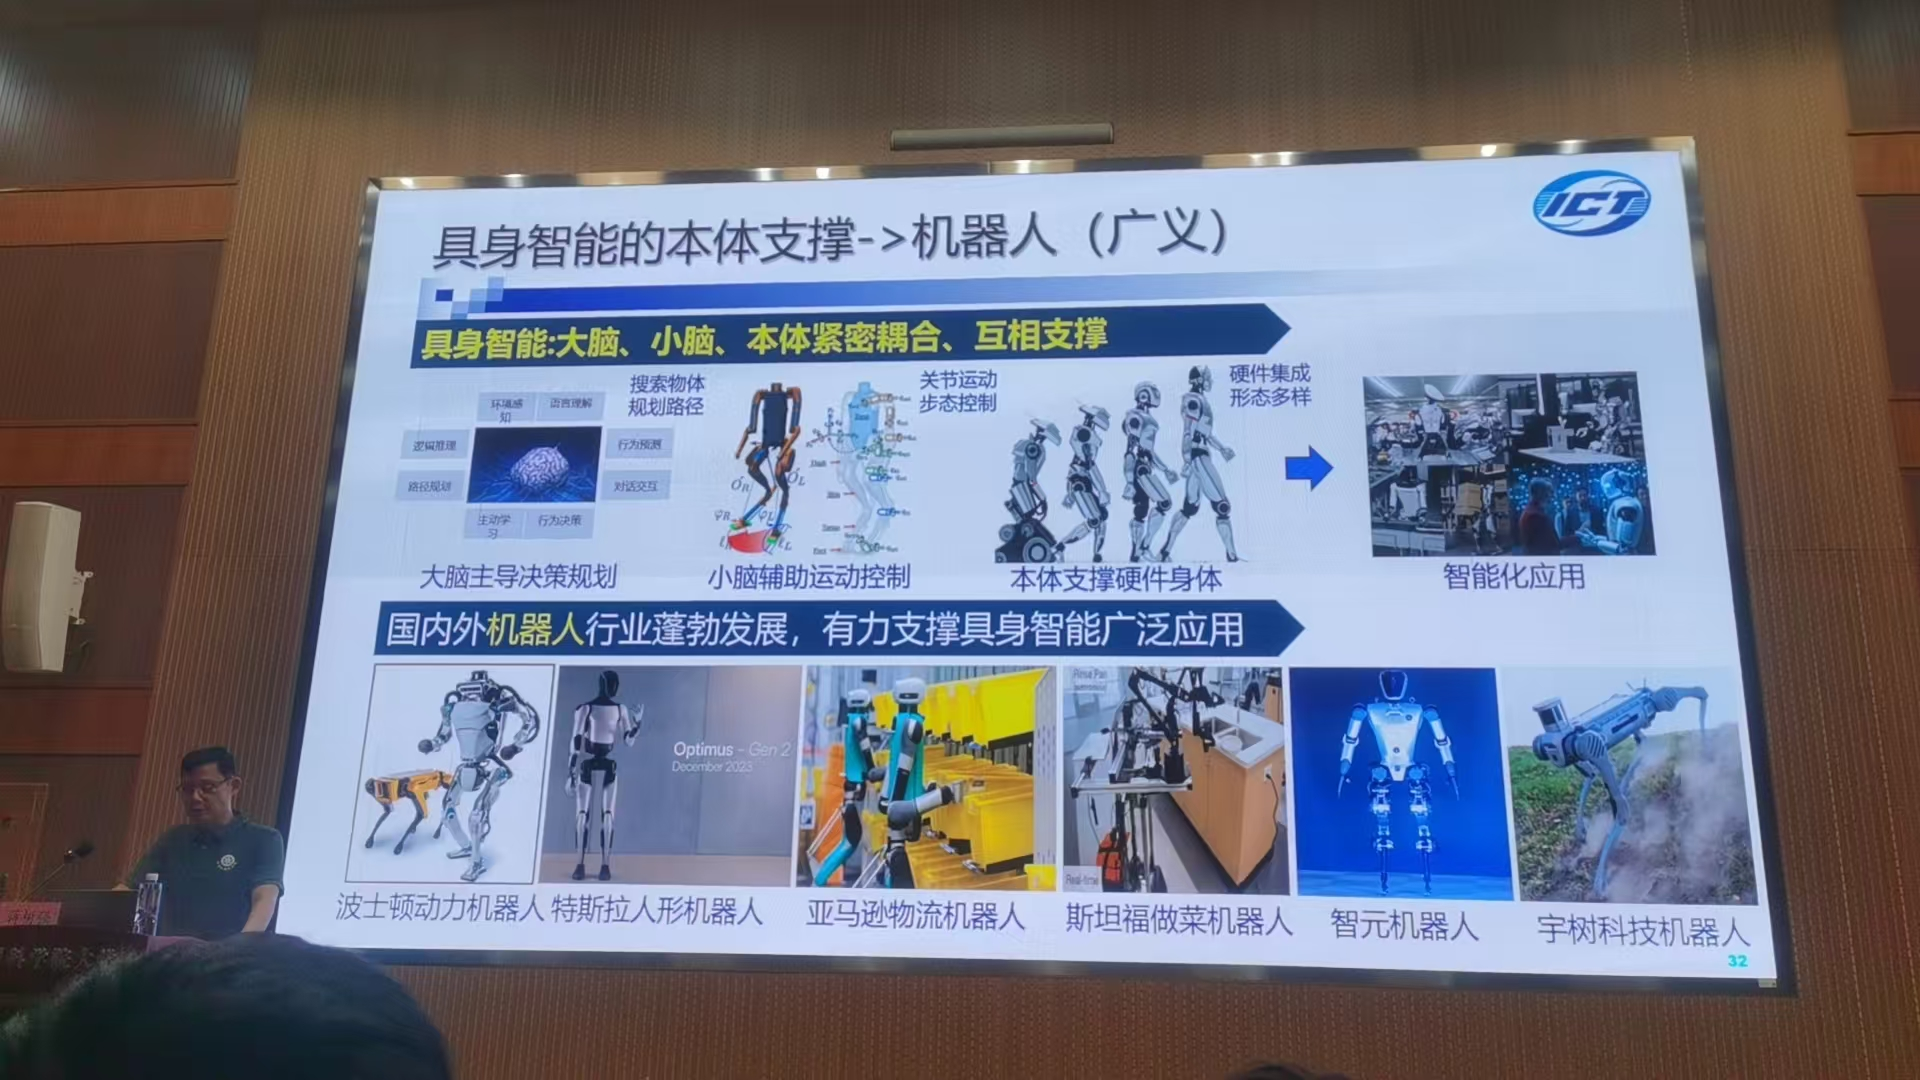 ICT
具身智能的本体支撑->机器人（广义）
具身智能:大脑、小脑、本体紧密耦合、互相支撑
环境感
知
语言理解
逻辑推理
行为预测
路径规划
对话交互
主动学
习
行为决策
搜索物体
规划路径
关节运动
步态控制
硬件集成
形态多样
大脑主导决策规划
小脑辅助运动控制
本体支撑硬件身体
智能化应用
国内外机器人行业蓬勃发展，有力支撑具身智能广泛应用
Optimus - Gen 2
December 2023
Rinse Pan
Real-time
波士顿动力机器人
特斯拉人形机器人
亚马逊物流机器人
斯坦福做菜机器人
智元机器人
宇树科技机器人
32